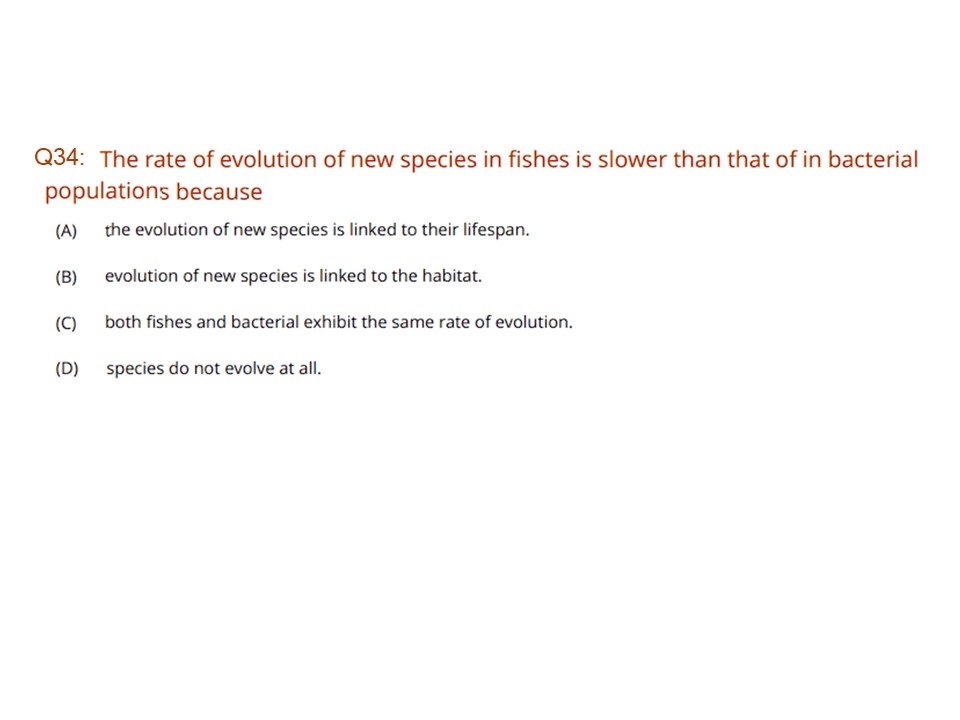 Q34: The rate of evolution of new species in fishes is slower than that of in bacterial
populations because
(A) the evolution of new species is linked to their lifespan.
(B) evolution of new species is linked to the habitat.
(C) both fishes and bacterial exhibit the same rate of evolution.
(D) species do not evolve at all.